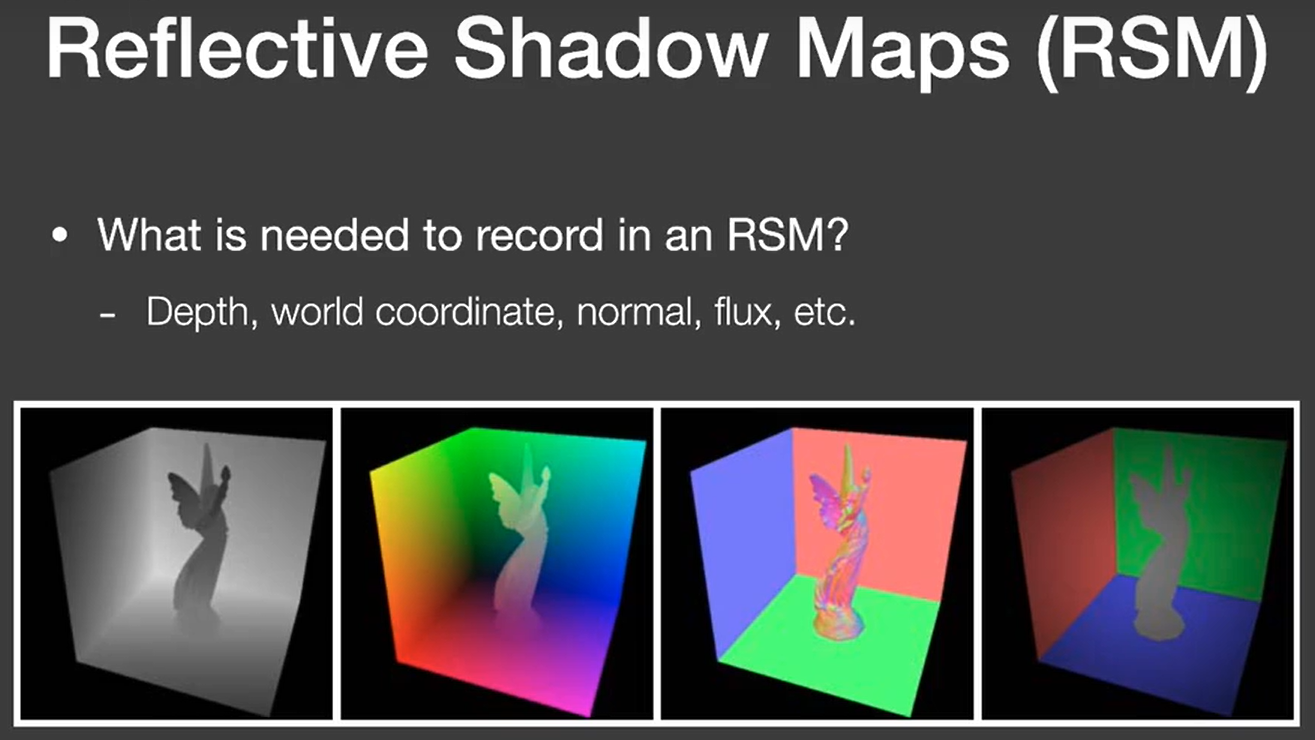 Reflective Shadow Maps (RSM)
• What is needed to record in an RSM?
– Depth, world coordinate, normal, flux, etc.